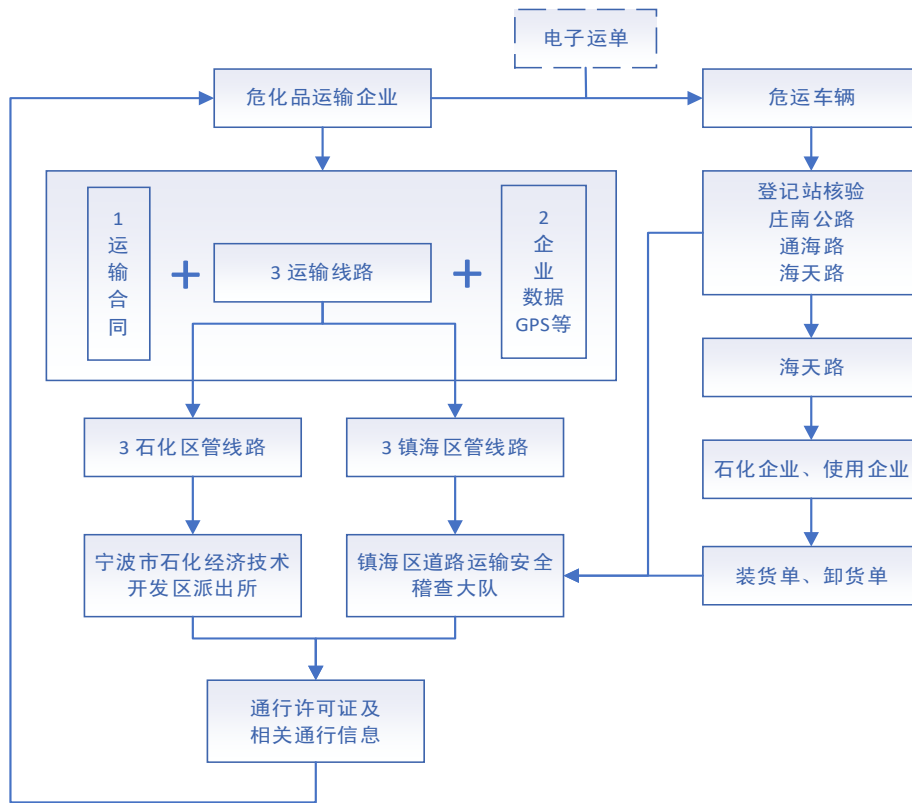 电子运单
危化品运输企业
危运车辆
1
运
输
合
同
3 运输线路
2
企
业
数据
GPS等
登记站核验
庄南公路
通海路
海天路
海天路
3 石化区管线路
3 镇海区管线路
石化企业、使用企业
宁波市石化经济技术
开发区派出所
镇海区道路运输安全
稽查大队
装货单、卸货单
通行许可证及
相关通行信息